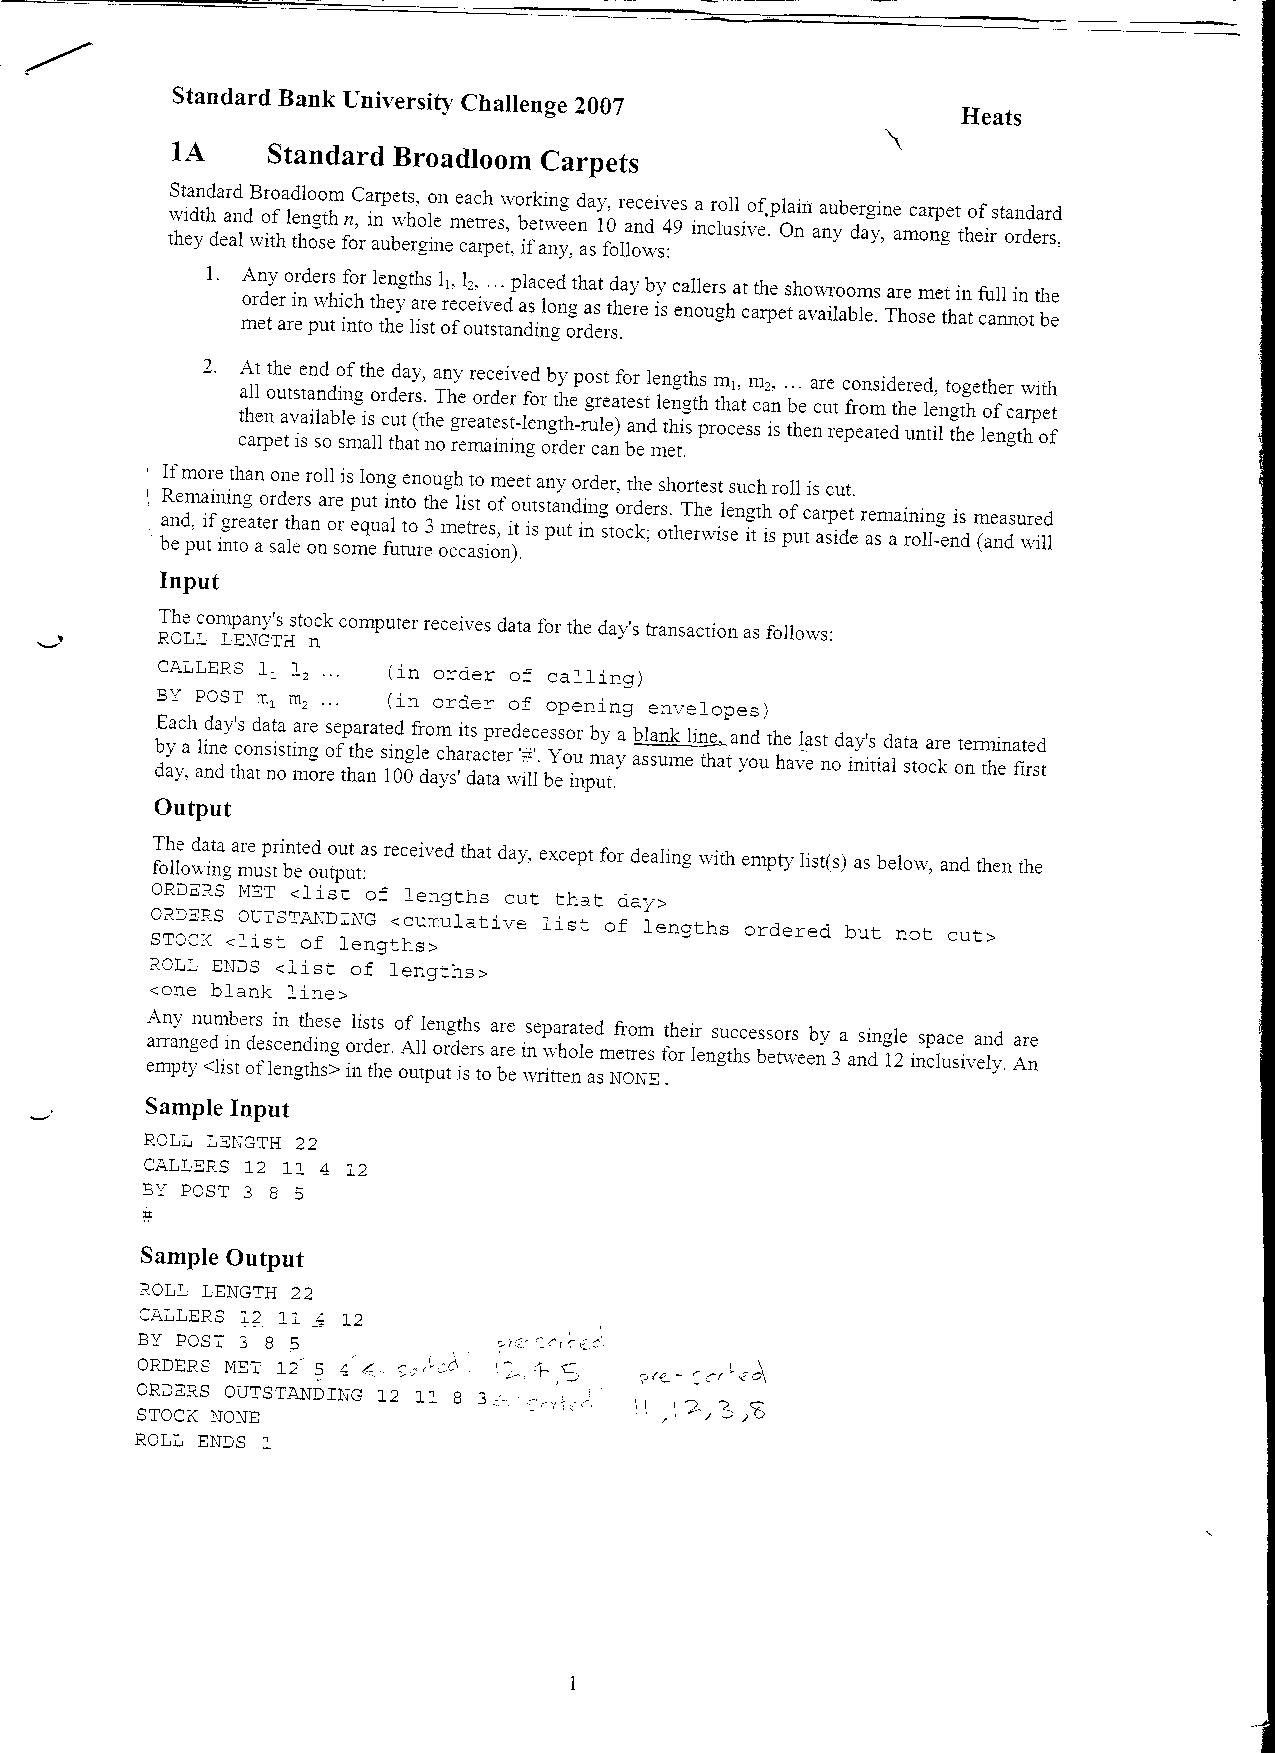 Standard Bank University Challenge 2007
Heats
1A Standard Broadloom Carpets
Standard Broadloom Carpets, on each working day, receives a roll of plain aubergine carpet of standard
width and of length n, in whole metres, between 10 and 49 inclusive. On any day, among their orders,
they deal with those for aubergine carpet, if any, as follows:
1. Any orders for lengths l₁, l₂, ... placed that day by callers at the showrooms are met in full in the
order in which they are received as long as there is enough carpet available. Those that cannot be
met are put into the list of outstanding orders.
2. At the end of the day, any received by post for lengths m₁, m₂, ... are considered, together with
all outstanding orders. The order for the greatest length that can be cut from the length of carpet
then available is cut (the greatest-length-rule) and this process is then repeated until the length of
carpet is so small that no remaining order can be met.
If more than one roll is long enough to meet any order, the shortest such roll is cut.
Remaining orders are put into the list of outstanding orders. The length of carpet remaining is measured
and, if greater than or equal to 3 metres, it is put in stock; otherwise it is put aside as a roll-end (and will
be put into a sale on some future occasion).
Input
The company's stock computer receives data for the day's transaction as follows:
ROLL LENGTH n
CALLERS l₁ l₂ ... (in order of calling)
BY POST m₁ m₂ ... (in order of opening envelopes)
Each day's data are separated from its predecessor by a blank line, and the last day's data are terminated
by a line consisting of the single character '#'. You may assume that you have no initial stock on the first
day, and that no more than 100 days' data will be input.
Output
The data are printed out as received that day, except for dealing with empty list(s) as below, and then the
following must be output:
ORDERS MET <list of lengths cut that day>
ORDERS OUTSTANDING <cumulative list of lengths ordered but not cut>
STOCK <list of lengths>
ROLL ENDS <list of lengths>
<one blank line>
Any numbers in these lists of lengths are separated from their successors by a single space and are
arranged in descending order. All orders are in whole metres for lengths between 3 and 12 inclusively. An
empty <list of lengths> in the output is to be written as NONE.
Sample Input
ROLL LENGTH 22
CALLERS 12 11 4 12
BY POST 3 8 5
#
Sample Output
ROLL LENGTH 22
CALLERS 12 11 4 12
BY POST 3 8 5 pre-sorted
ORDERS MET 12 5 4 ← sorted 12, 4, 5 pre-sorted
ORDERS OUTSTANDING 12 11 8 3 ← sorted 11, 12, 3, 8
STOCK NONE
ROLL ENDS 1
1